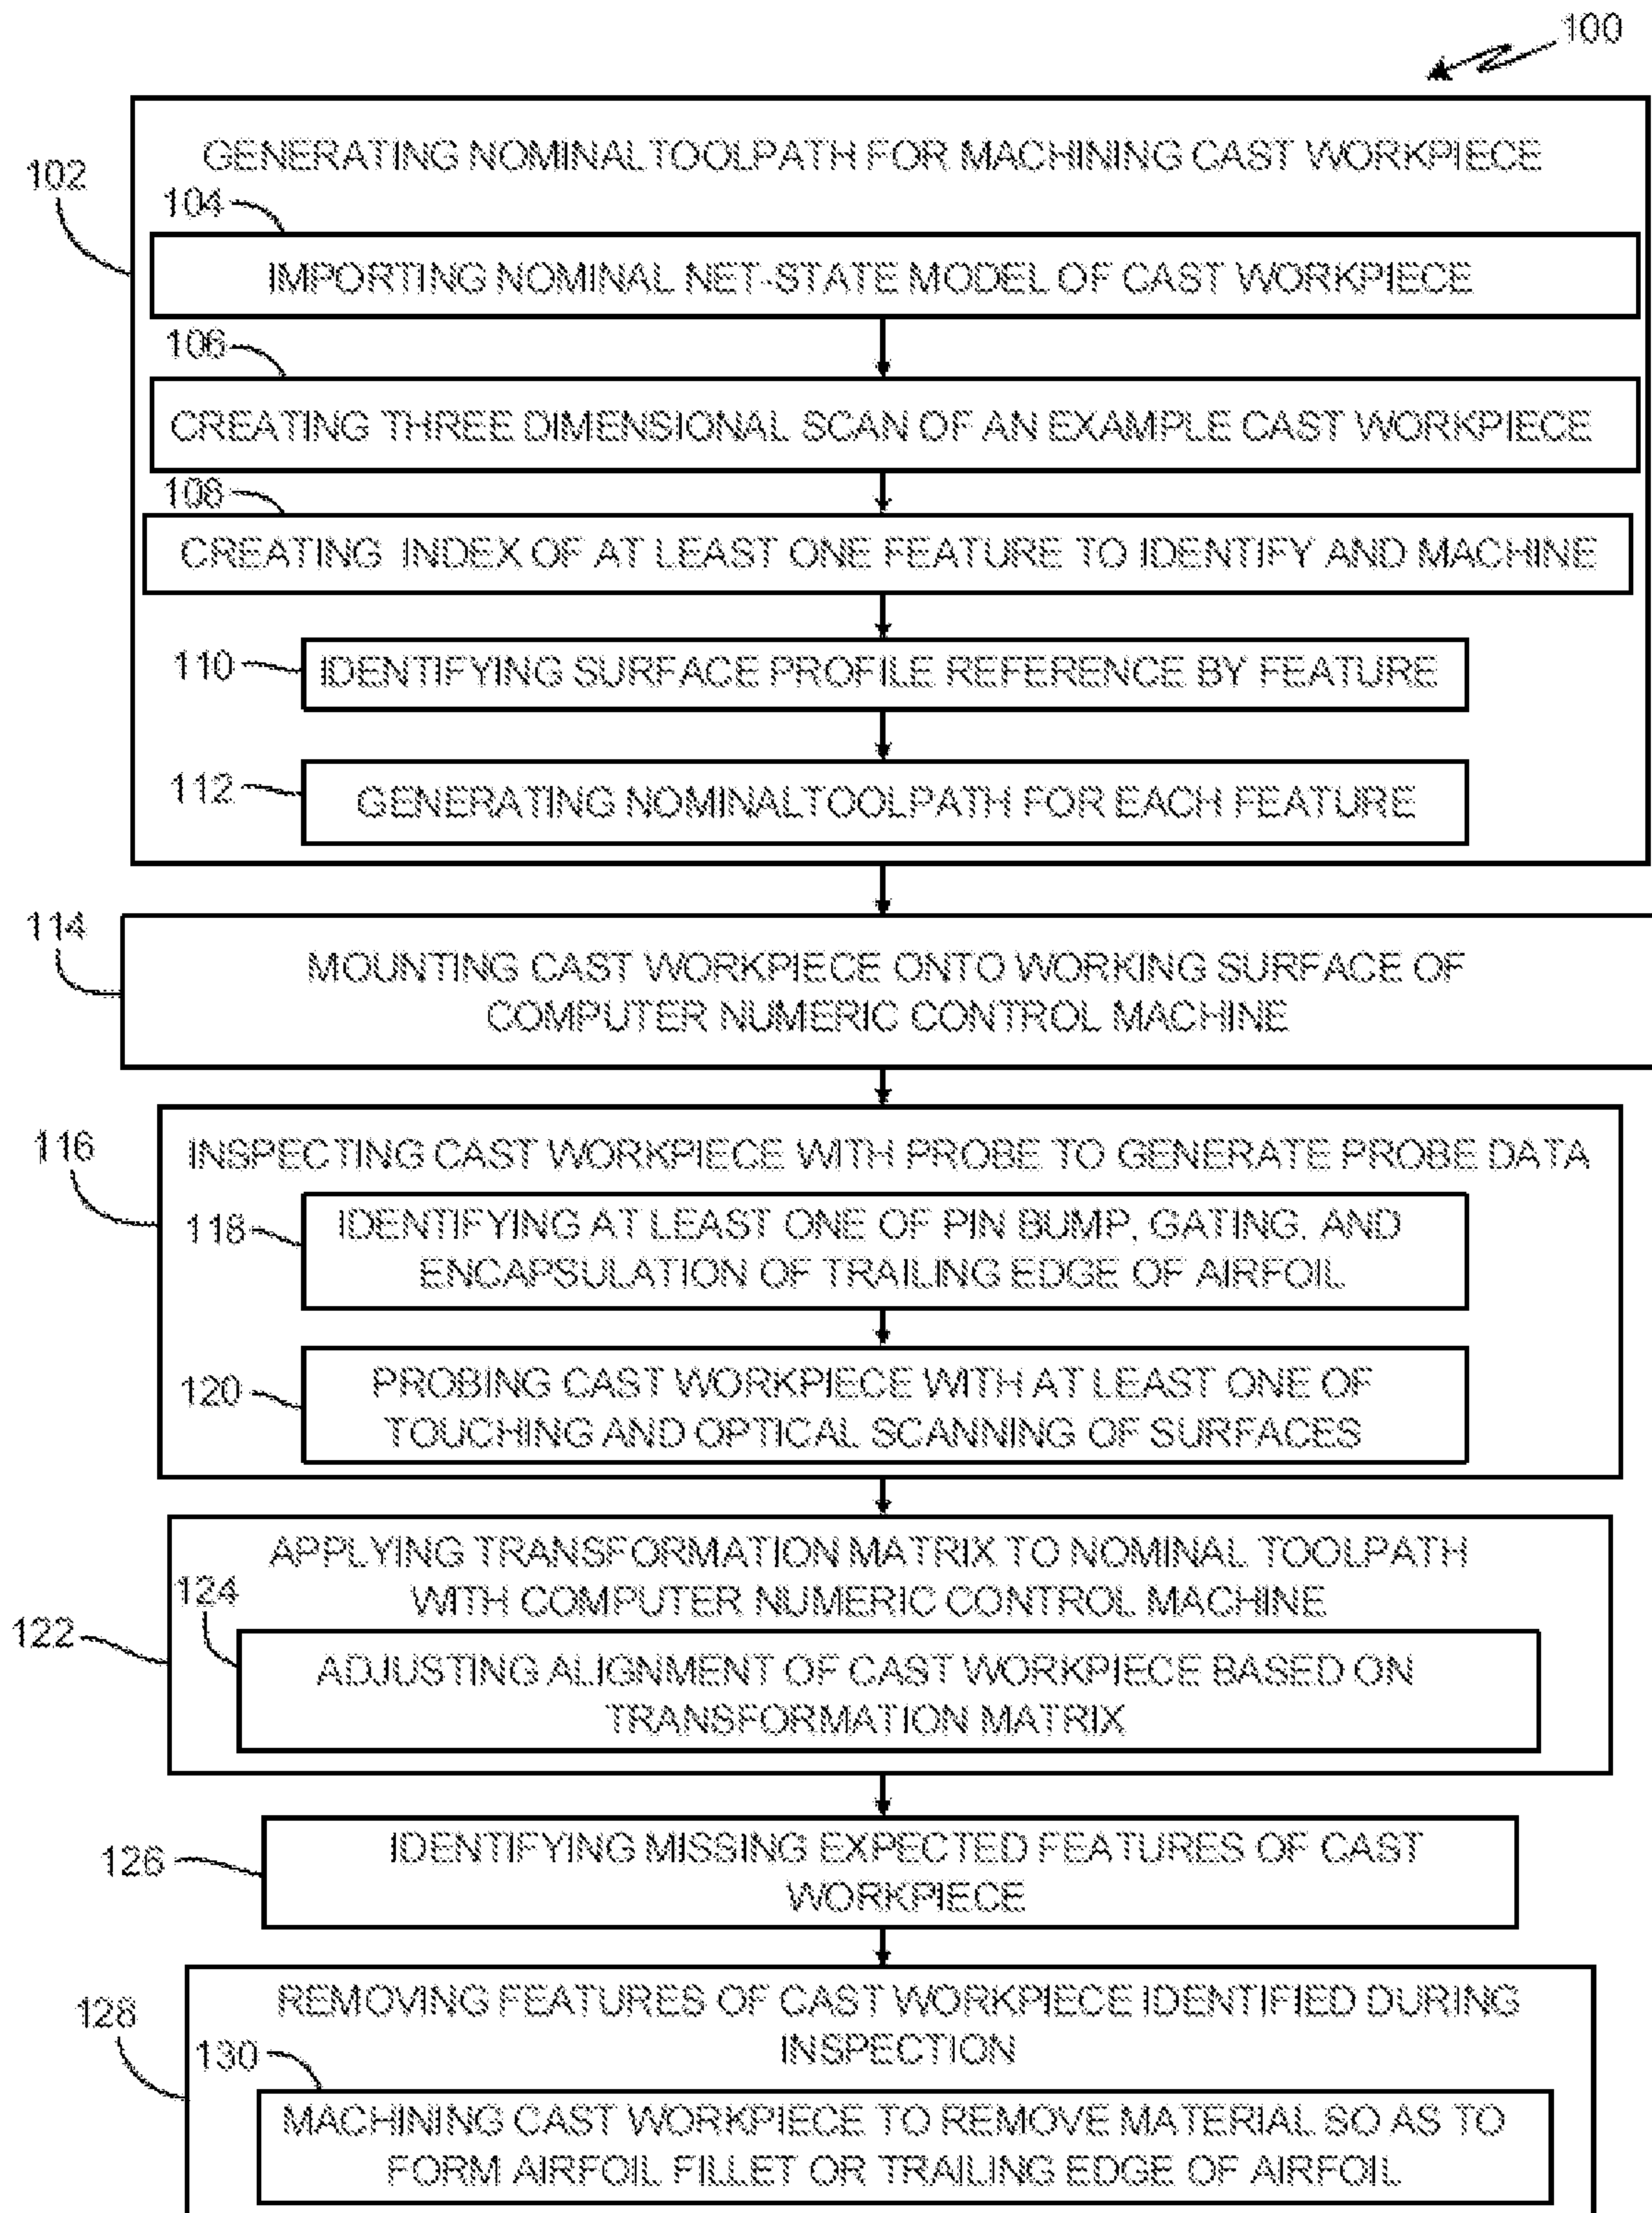 100
102
GENERATING NOMINAL TOOLPATH FOR MACHINING CAST WORKPIECE
104
IMPORTING NOMINAL NET-STATE MODEL OF CAST WORKPIECE
106
CREATING THREE DIMENSIONAL SCAN OF AN EXAMPLE CAST WORKPIECE
108
CREATING INDEX OF AT LEAST ONE FEATURE TO IDENTIFY AND MACHINE
110
IDENTIFYING SURFACE PROFILE REFERENCE BY FEATURE
112
GENERATING NOMINAL TOOLPATH FOR EACH FEATURE
114
MOUNTING CAST WORKPIECE ONTO WORKING SURFACE OF
COMPUTER NUMERIC CONTROL MACHINE
116
INSPECTING CAST WORKPIECE WITH PROBE TO GENERATE PROBE DATA
118
IDENTIFYING AT LEAST ONE OF PIN BUMP, GATING, AND
ENCAPSULATION OF TRAILING EDGE OF AIRFOIL
120
PROBING CAST WORKPIECE WITH AT LEAST ONE OF
TOUCHING AND OPTICAL SCANNING OF SURFACES
122
APPLYING TRANSFORMATION MATRIX TO NOMINAL TOOLPATH
WITH COMPUTER NUMERIC CONTROL MACHINE
124
ADJUSTING ALIGNMENT OF CAST WORKPIECE BASED ON
TRANSFORMATION MATRIX
126
IDENTIFYING MISSING EXPECTED FEATURES OF CAST
WORKPIECE
128
REMOVING FEATURES OF CAST WORKPIECE IDENTIFIED DURING
INSPECTION
130
MACHINING CAST WORKPIECE TO REMOVE MATERIAL SO AS TO
FORM AIRFOIL FILLET OR TRAILING EDGE OF AIRFOIL